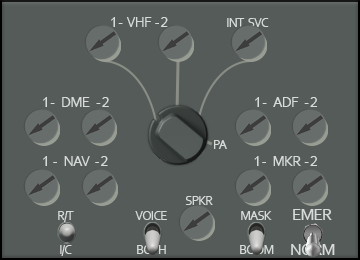 1- VHF -2 INT SVC
PA
1- DME -2 1- ADF -2
1- NAV -2 1- MKR -2
SPKR
R/T VOICE MASK EMER
I/C BOTH BOOM NORM